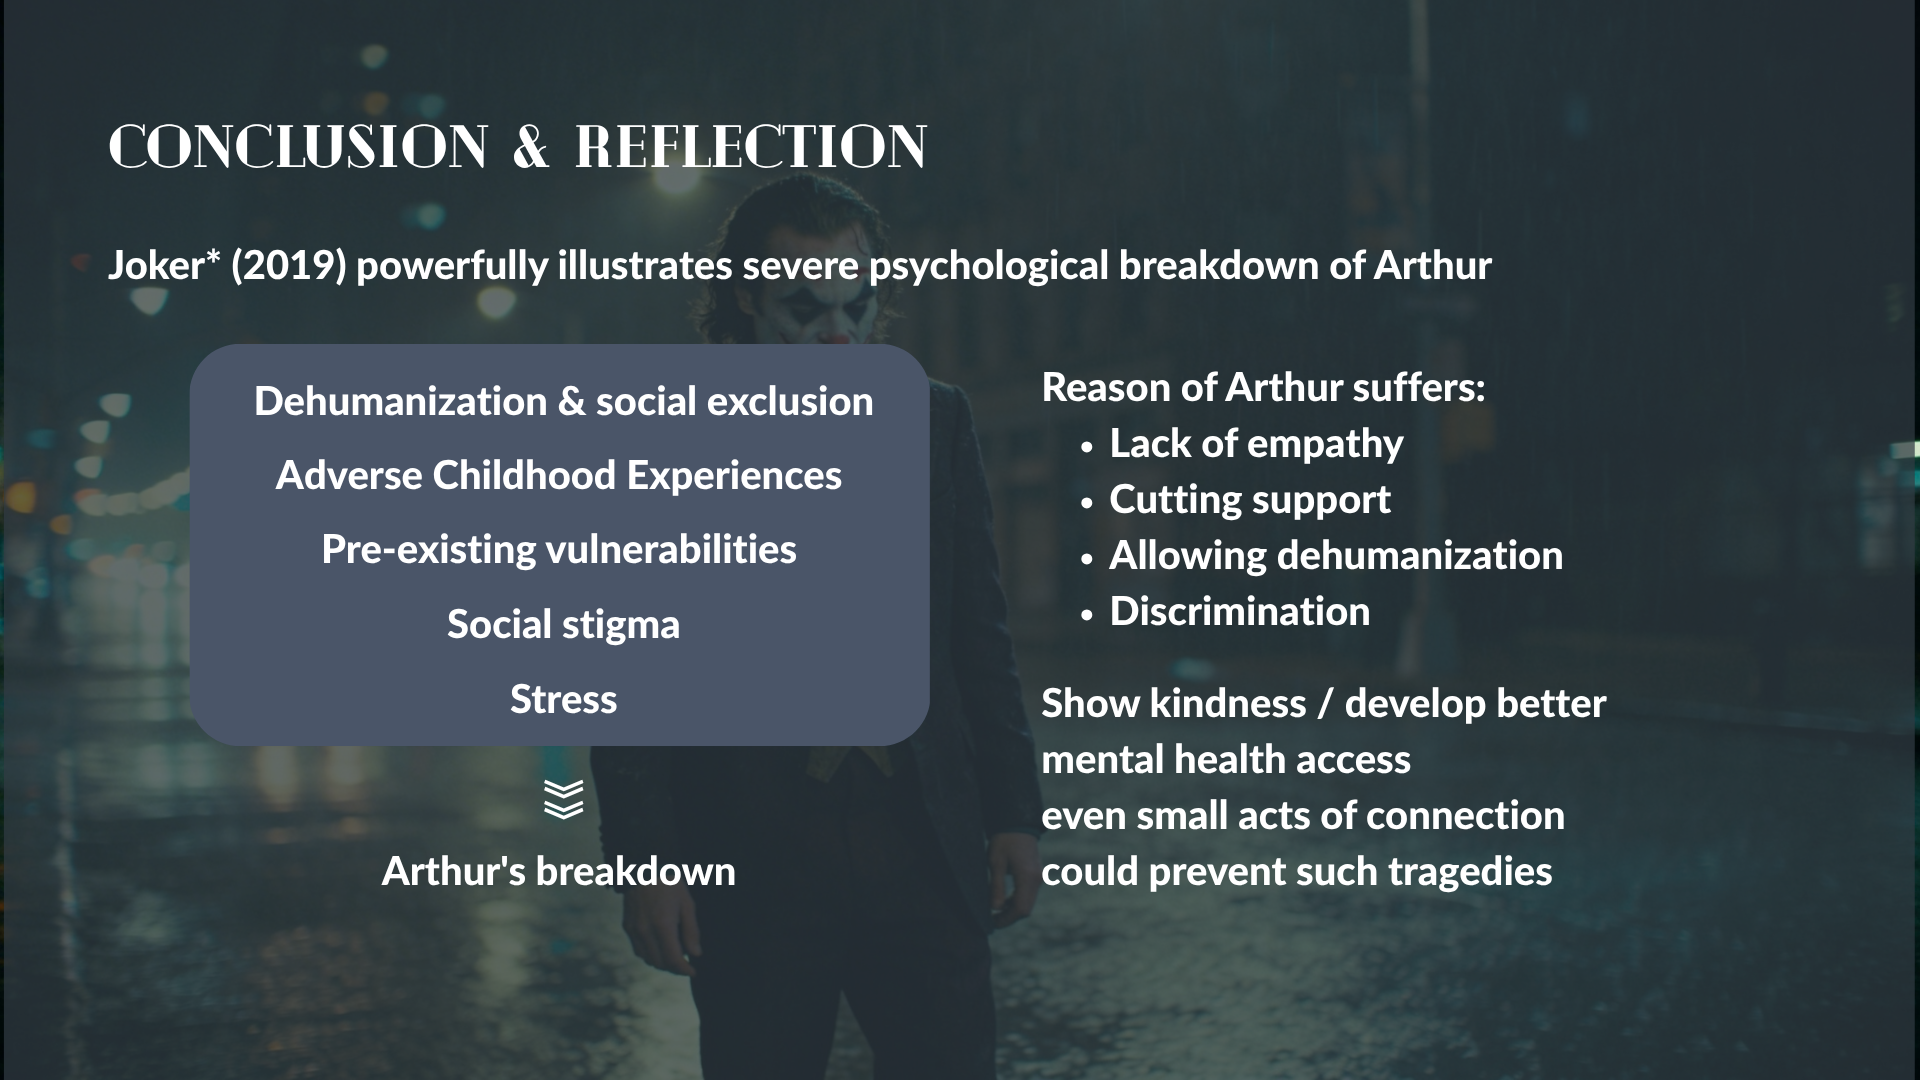 CONCLUSION & REFLECTION
Joker* (2019) powerfully illustrates severe psychological breakdown of Arthur
Dehumanization & social exclusion
Adverse Childhood Experiences
Pre-existing vulnerabilities
Social stigma
Stress
Arthur's breakdown
Reason of Arthur suffers:
• Lack of empathy
• Cutting support
• Allowing dehumanization
• Discrimination
Show kindness / develop better
mental health access
even small acts of connection
could prevent such tragedies